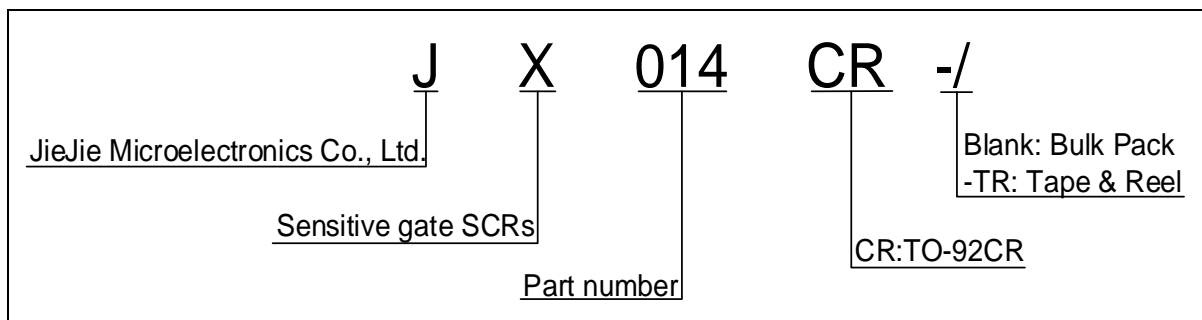 J X 014 CR -/
JieJie Microelectronics Co., Ltd.
Blank: Bulk Pack
-TR: Tape & Reel
Sensitive gate SCRs
CR:TO-92CR
Part number